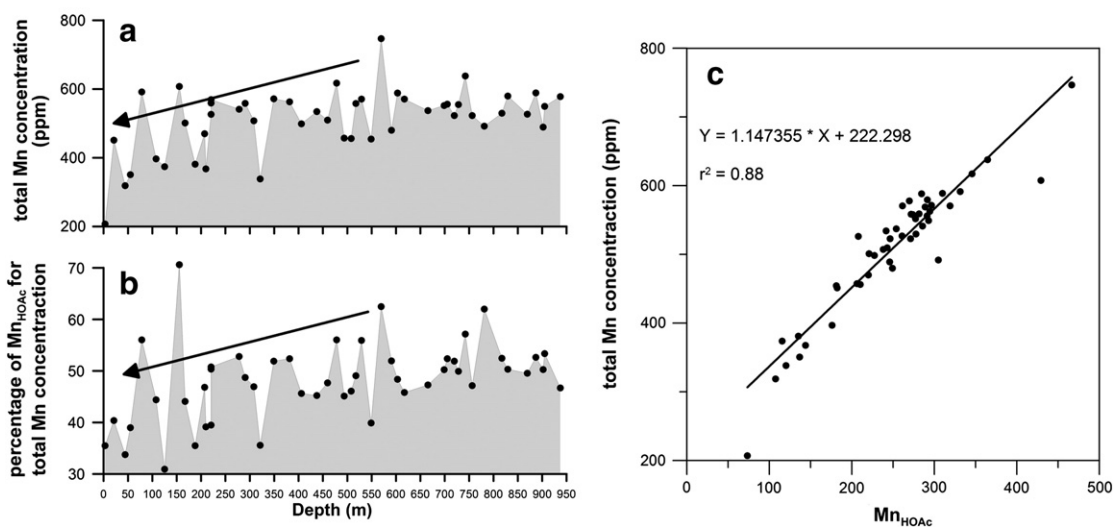 a
total Mn concentration
(ppm)
800
600
400
200
b
percentage of Mn_HOAc for
total Mn concentration
70
60
50
40
30
0 50 100 150 200 250 300 350 400 450 500 550 600 650 700 750 800 850 900 950
Depth (m)
c
total Mn concentration (ppm)
800
600
400
200
Y = 1.147355 * X + 222.298
r² = 0.88
0 100 200 300 400 500
Mn_HOAc